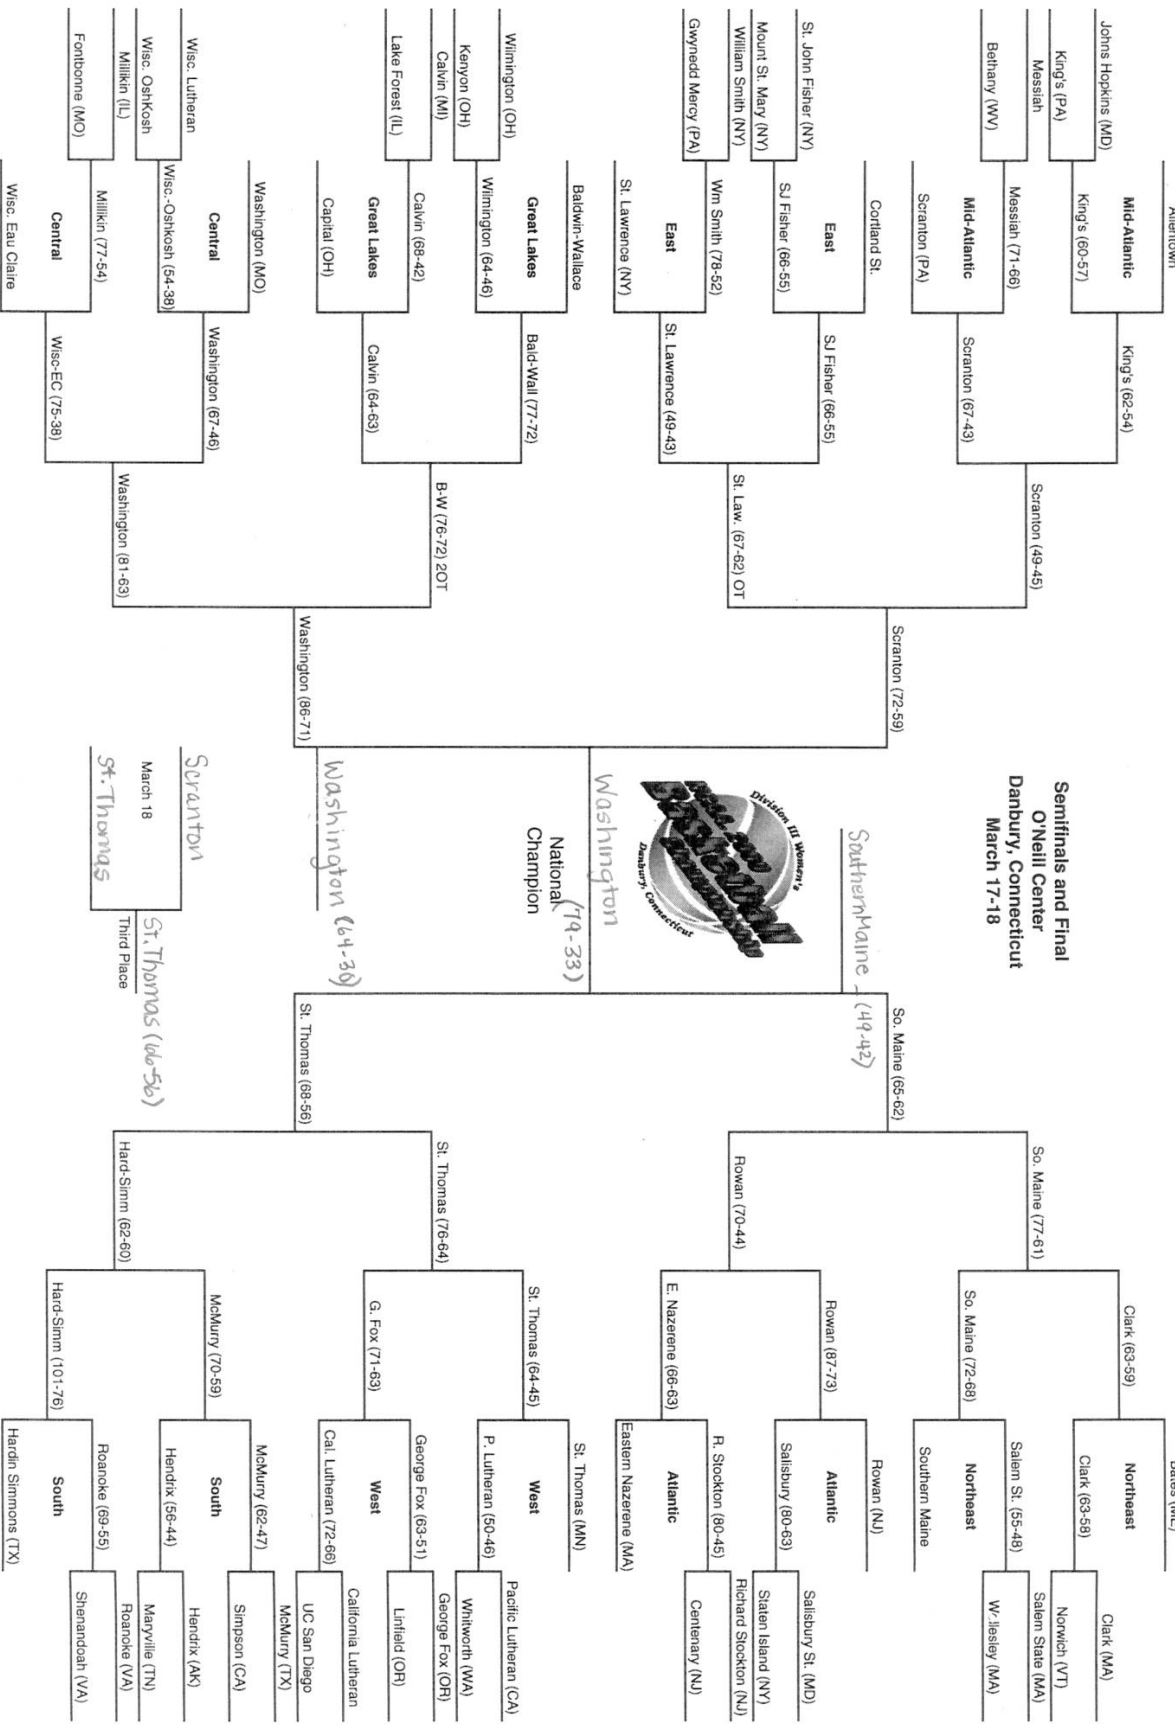 Johns Hopkins (MD)
King's (PA)
Messiah
Bethany (WV)
St. John Fisher (NY)
Mount St. Mary (NY)
William Smith (NY)
Gwynedd Mercy (PA)
Wilmington (OH)
Kenyon (OH)
Calvin (MI)
Lake Forest (IL)
Wisc. Lutheran
Wisc. OshKosh
Millikin (IL)
Fontbonne (MO)
Allentown
Mid-Atlantic
King's (60-57)
Messiah (71-66)
Mid-Atlantic
Scranton (PA)
Cortland St.
East
SJ Fisher (66-55)
Wm Smith (78-52)
East
St. Lawrence (NY)
Baldwin-Wallace
Great Lakes
Wilmington (64-46)
Calvin (68-42)
Great Lakes
Capital (OH)
Washington (MO)
Central
Wisc.-Oshkosh (54-38)
Millikin (77-54)
Central
Wisc. Eau Claire
King's (62-54)
Scranton (67-43)
SJ Fisher (66-55)
St. Lawrence (49-43)
Bald-Wall (77-72)
Calvin (64-63)
Washington (67-46)
Wisc-EC (75-38)
Scranton (49-45)
St. Law. (67-62) OT
B-W (76-72) 2OT
Washington (81-63)
Scranton (72-59)
Washington (86-71)
Semifinals and Final
O'Neill Center
Danbury, Connecticut
March 17-18
Southern Maine - (49-42)
Division III Women's
Basketball
Championship
Danbury, Connecticut
Washington
(79-33)
National
Champion
Washington (64-30)
Scranton
March 18
St. Thomas
St. Thomas (66-56)
Third Place
So. Maine (65-62)
St. Thomas (68-56)
So. Maine (77-61)
Rowan (70-44)
St. Thomas (76-64)
Hard-Simm (62-60)
Clark (63-59)
So. Maine (72-68)
Rowan (87-73)
E. Nazerene (66-63)
St. Thomas (64-45)
G. Fox (71-63)
McMurry (70-59)
Hard-Simm (101-76)
Bates (ME)
Northeast
Clark (63-58)
Salem St. (55-48)
Northeast
Southern Maine
Rowan (NJ)
Atlantic
Salisbury (80-63)
R. Stockton (80-45)
Atlantic
Eastern Nazerene (MA)
St. Thomas (MN)
West
P. Lutheran (50-46)
George Fox (63-51)
West
Cal. Lutheran (72-66)
McMurry (62-47)
South
Hendrix (56-44)
Roanoke (69-55)
South
Hardin Simmons (TX)
Clark (MA)
Norwich (VT)
Salem State (MA)
Wellesley (MA)
Salisbury St. (MD)
Staten Island (NY)
Richard Stockton (NJ)
Centenary (NJ)
Pacific Lutheran (CA)
Whitworth (WA)
George Fox (OR)
Linfield (OR)
California Lutheran
UC San Diego
McMurry (TX)
Simpson (CA)
Hendrix (AK)
Maryville (TN)
Roanoke (VA)
Shenandoah (VA)